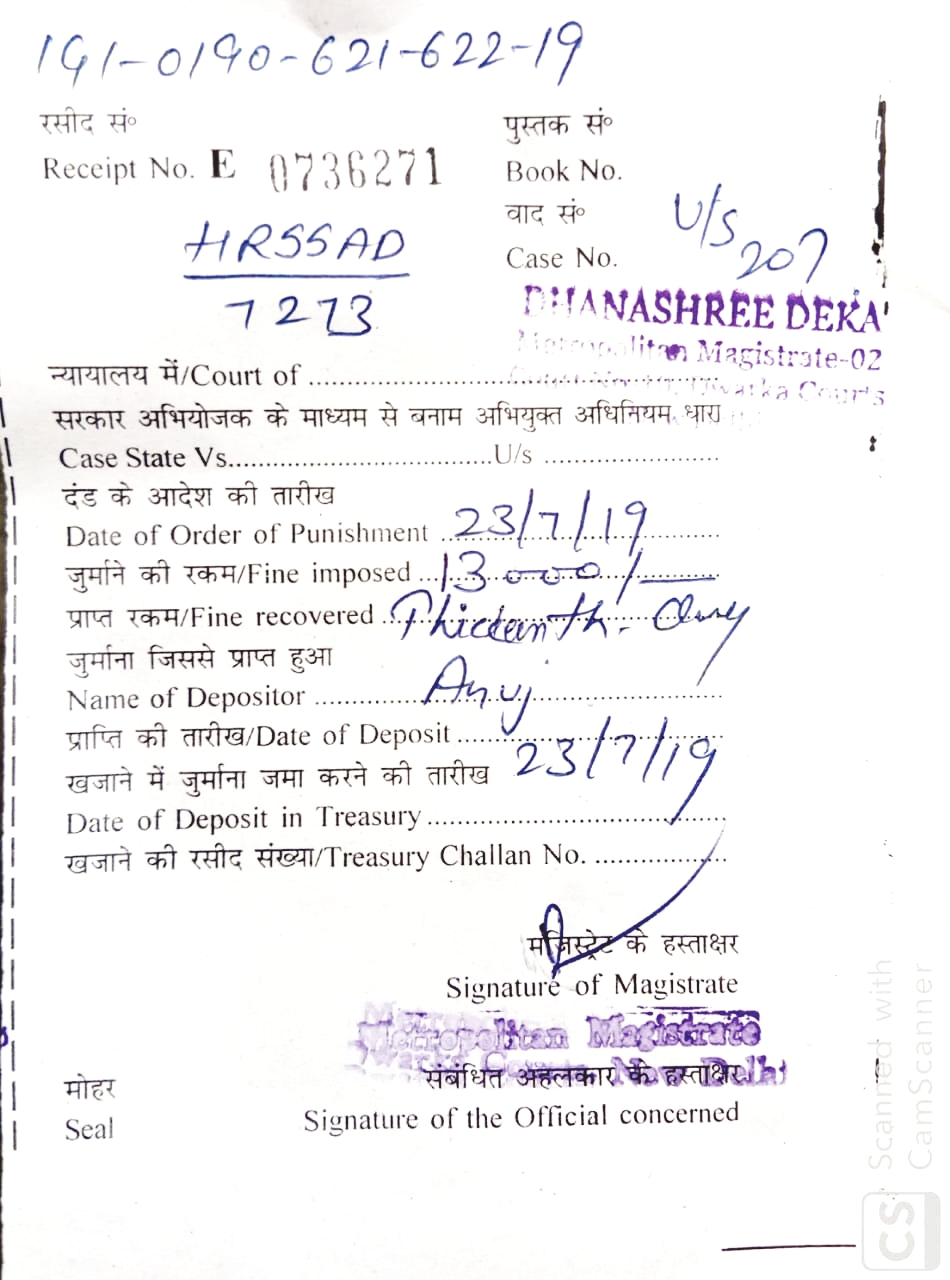 191-0190-621-622-19
रसीद सं०
Receipt No. E 0736271
पुस्तक सं०
Book No.
वाद सं०
Case No. U/S 207
HRSSAD
7273
DHANASHREE DEKA
Metropolitan Magistrate-02
Dwarka Courts
न्यायालय में/Court of ..........
सरकार अभियोजक के माध्यम से बनाम अभियुक्त अधिनियम धारा
Case State Vs..........U/s ..........
दंड के आदेश की तारीख
Date of Order of Punishment 23/7/19
जुर्माने की रकम/Fine imposed 13000/-
प्राप्त रकम/Fine recovered
जुर्माना जिससे प्राप्त हुआ
Name of Depositor Anuj
प्राप्ति की तारीख/Date of Deposit 23/7/19
खजाने में जुर्माना जमा करने की तारीख
Date of Deposit in Treasury ..........
खजाने की रसीद संख्या/Treasury Challan No. ..........
मजिस्ट्रेट के हस्ताक्षर
Signature of Magistrate
Metropolitan Magistrate
संबंधित अहलकार के हस्ताक्षर
मोहर
Seal
Signature of the Official concerned
Scanned with
CamScanner
CS